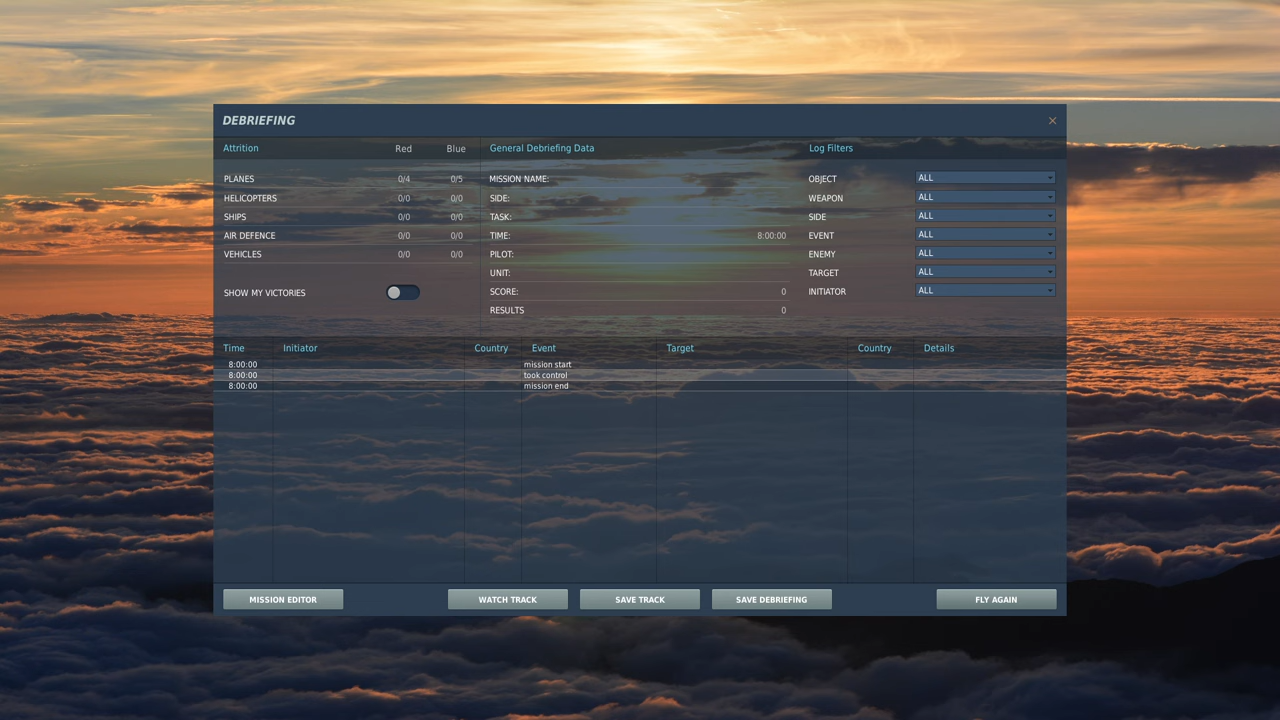 DEBRIEFING
×
Attrition Red Blue
PLANES 0/4 0/5
HELICOPTERS 0/0 0/0
SHIPS 0/0 0/0
AIR DEFENCE 0/0 0/0
VEHICLES 0/0 0/0
SHOW MY VICTORIES
General Debriefing Data
MISSION NAME:
SIDE:
TASK:
TIME: 8:00:00
PILOT:
UNIT:
SCORE: 0
RESULTS 0
Log Filters
OBJECT ALL
WEAPON ALL
SIDE ALL
EVENT ALL
ENEMY ALL
TARGET ALL
INITIATOR ALL
Time Initiator Country Event Target Country Details
8:00:00 mission start
8:00:00 took control
8:00:00 mission end
MISSION EDITOR WATCH TRACK SAVE TRACK SAVE DEBRIEFING FLY AGAIN